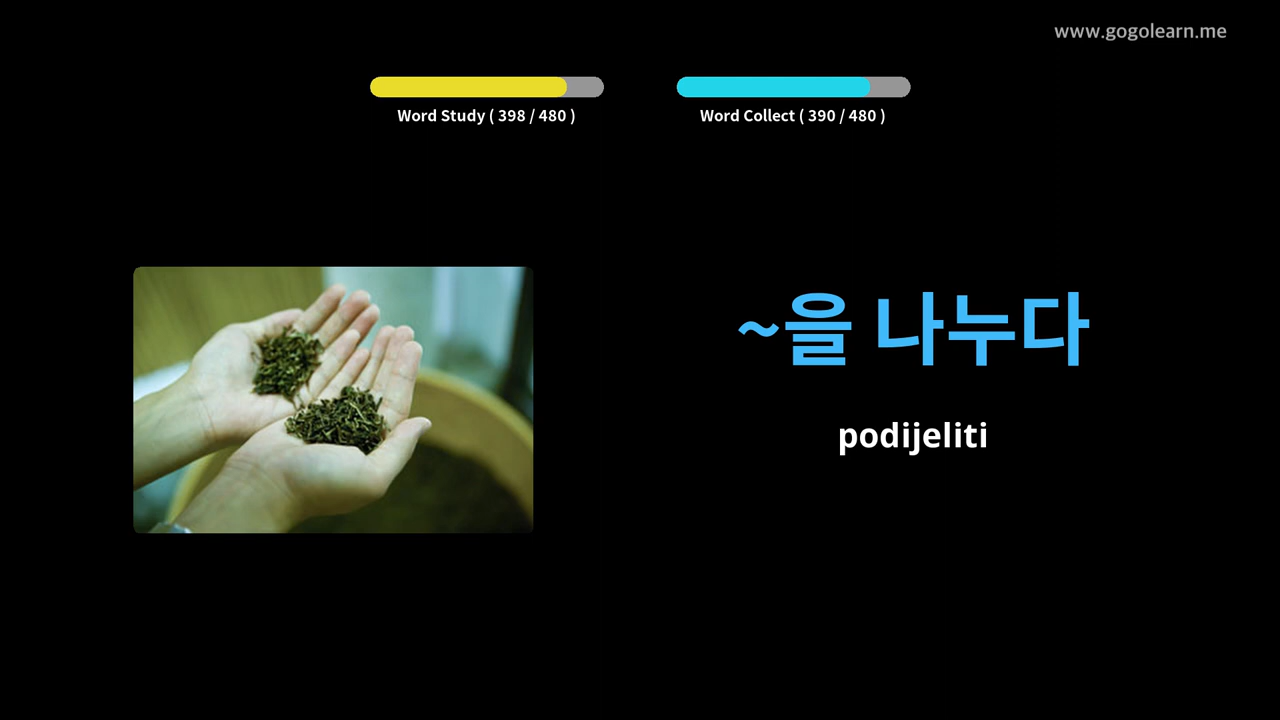 www.gogolearn.me
Word Study ( 398 / 480 )
Word Collect ( 390 / 480 )
~을 나누다
podijeliti